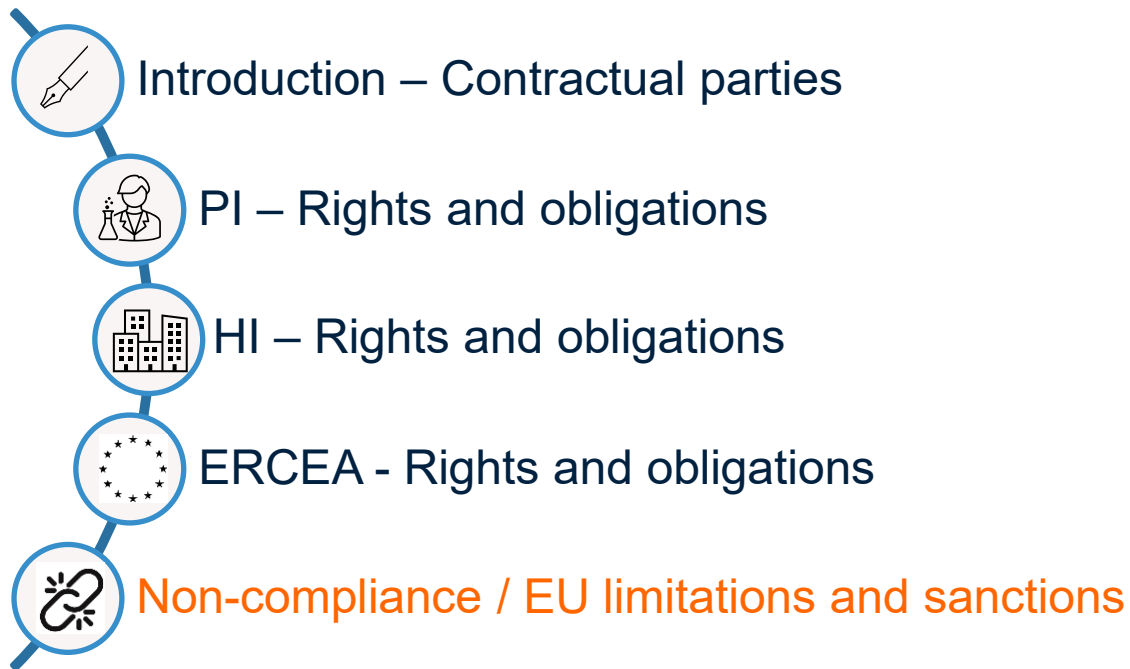 Introduction – Contractual parties
PI – Rights and obligations
HI – Rights and obligations
ERCEA - Rights and obligations
Non-compliance / EU limitations and sanctions